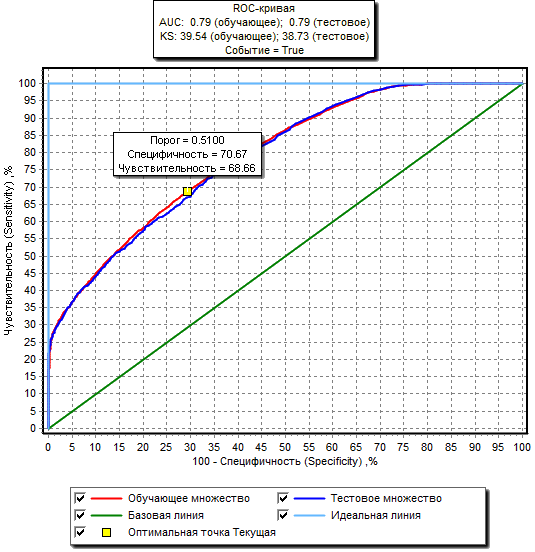 ROC-кривая
AUC: 0.79 (обучающее); 0.79 (тестовое)
KS: 39.54 (обучающее); 38.73 (тестовое)
Событие = True
Чувствительность (Sensitivity) ,%
100
95
90
85
80
75
70
65
60
55
50
45
40
35
30
25
20
15
10
5
0
Порог = 0.5100
Специфичность = 70.67
Чувствительность = 68.66
0 5 10 15 20 25 30 35 40 45 50 55 60 65 70 75 80 85 90 95 100
100 - Специфичность (Specificity) ,%
Обучающее множество
Тестовое множество
Базовая линия
Идеальная линия
Оптимальная точка Текущая